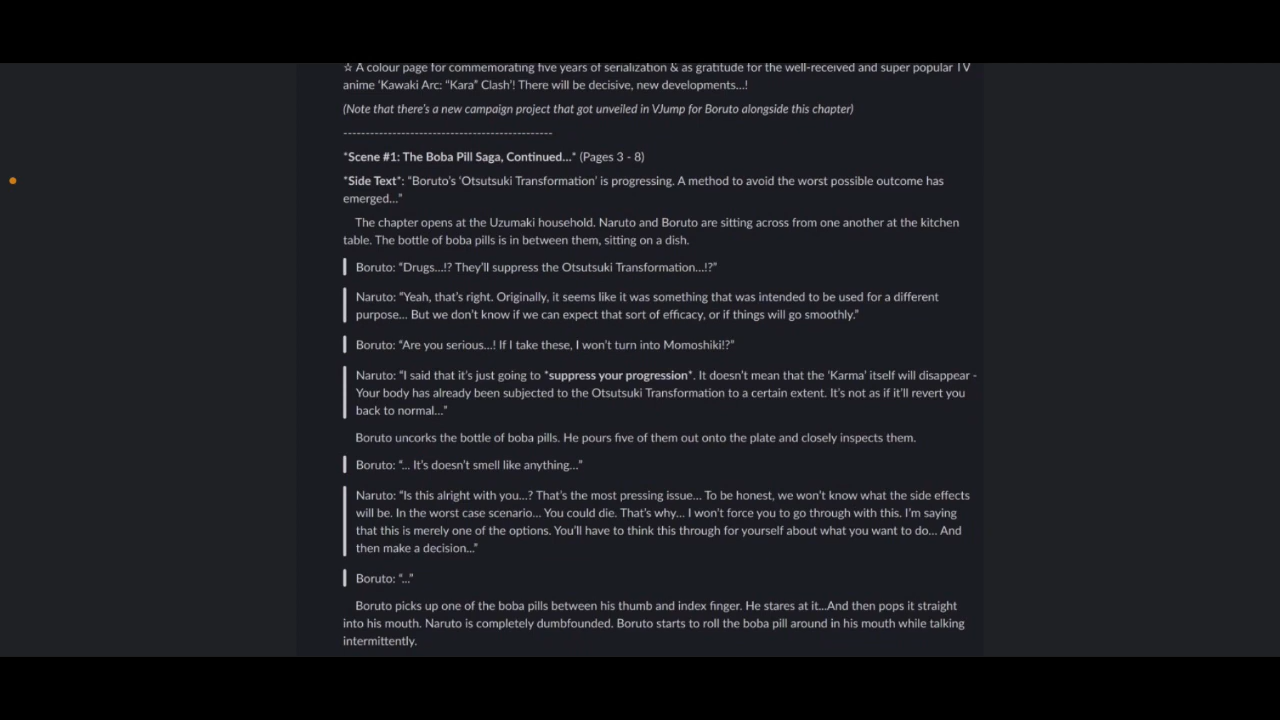 ☆ A colour page for commemorating five years of serialization & as gratitude for the well-received and super popular TV
anime ‘Kawaki Arc: “Kara” Clash’! There will be decisive, new developments...!
(Note that there’s a new campaign project that got unveiled in VJump for Boruto alongside this chapter)
-----------------------------------------------
*Scene #1: The Boba Pill Saga, Continued...* (Pages 3 - 8)
*Side Text*: “Boruto’s ‘Otsutsuki Transformation’ is progressing. A method to avoid the worst possible outcome has
emerged...”
The chapter opens at the Uzumaki household. Naruto and Boruto are sitting across from one another at the kitchen
table. The bottle of boba pills is in between them, sitting on a dish.
Boruto: “Drugs...!? They’ll suppress the Otsutsuki Transformation...!?”
Naruto: “Yeah, that’s right. Originally, it seems like it was something that was intended to be used for a different
purpose... But we don’t know if we can expect that sort of efficacy, or if things will go smoothly.”
Boruto: “Are you serious...! If I take these, I won’t turn into Momoshiki!?”
Naruto: “I said that it’s just going to *suppress your progression*. It doesn’t mean that the ‘Karma’ itself will disappear -
Your body has already been subjected to the Otsutsuki Transformation to a certain extent. It’s not as if it’ll revert you
back to normal...”
Boruto uncorks the bottle of boba pills. He pours five of them out onto the plate and closely inspects them.
Boruto: “... It’s doesn’t smell like anything...”
Naruto: “Is this alright with you...? That’s the most pressing issue... To be honest, we won’t know what the side effects
will be. In the worst case scenario... You could die. That’s why... I won’t force you to go through with this. I’m saying
that this is merely one of the options. You’ll have to think this through for yourself about what you want to do... And
then make a decision...”
Boruto: “...”
Boruto picks up one of the boba pills between his thumb and index finger. He stares at it...And then pops it straight
into his mouth. Naruto is completely dumbfounded. Boruto starts to roll the boba pill around in his mouth while talking
intermittently.